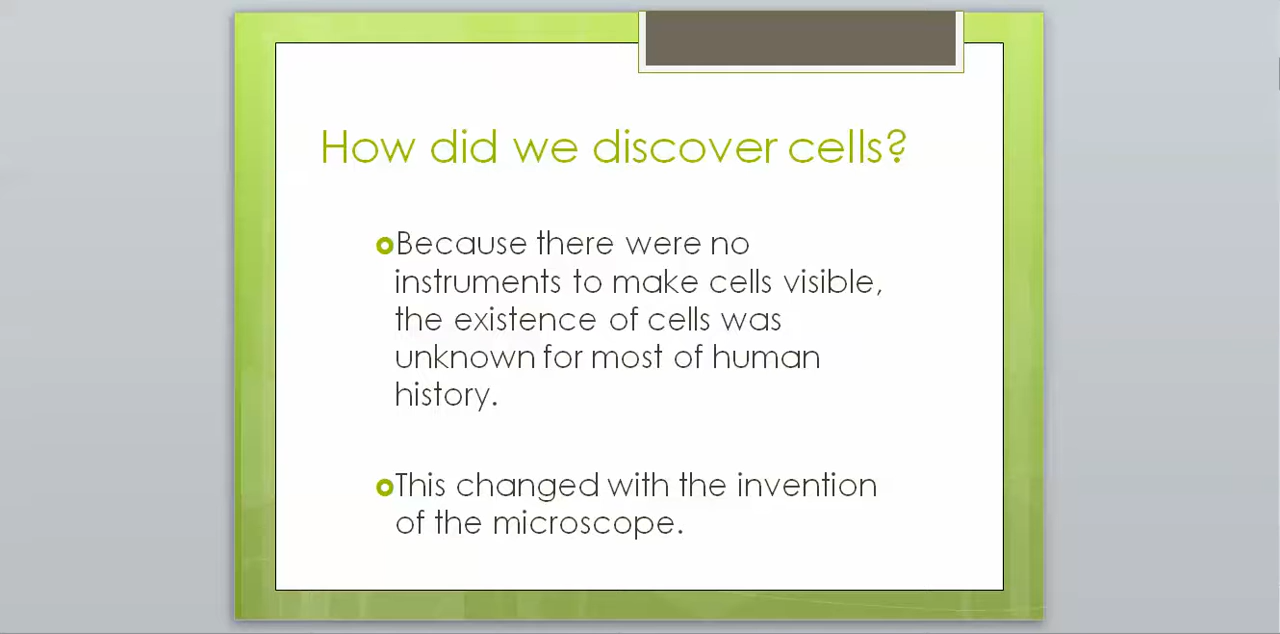 How did we discover cells?
Because there were no
instruments to make cells visible,
the existence of cells was
unknown for most of human
history.
This changed with the invention
of the microscope.